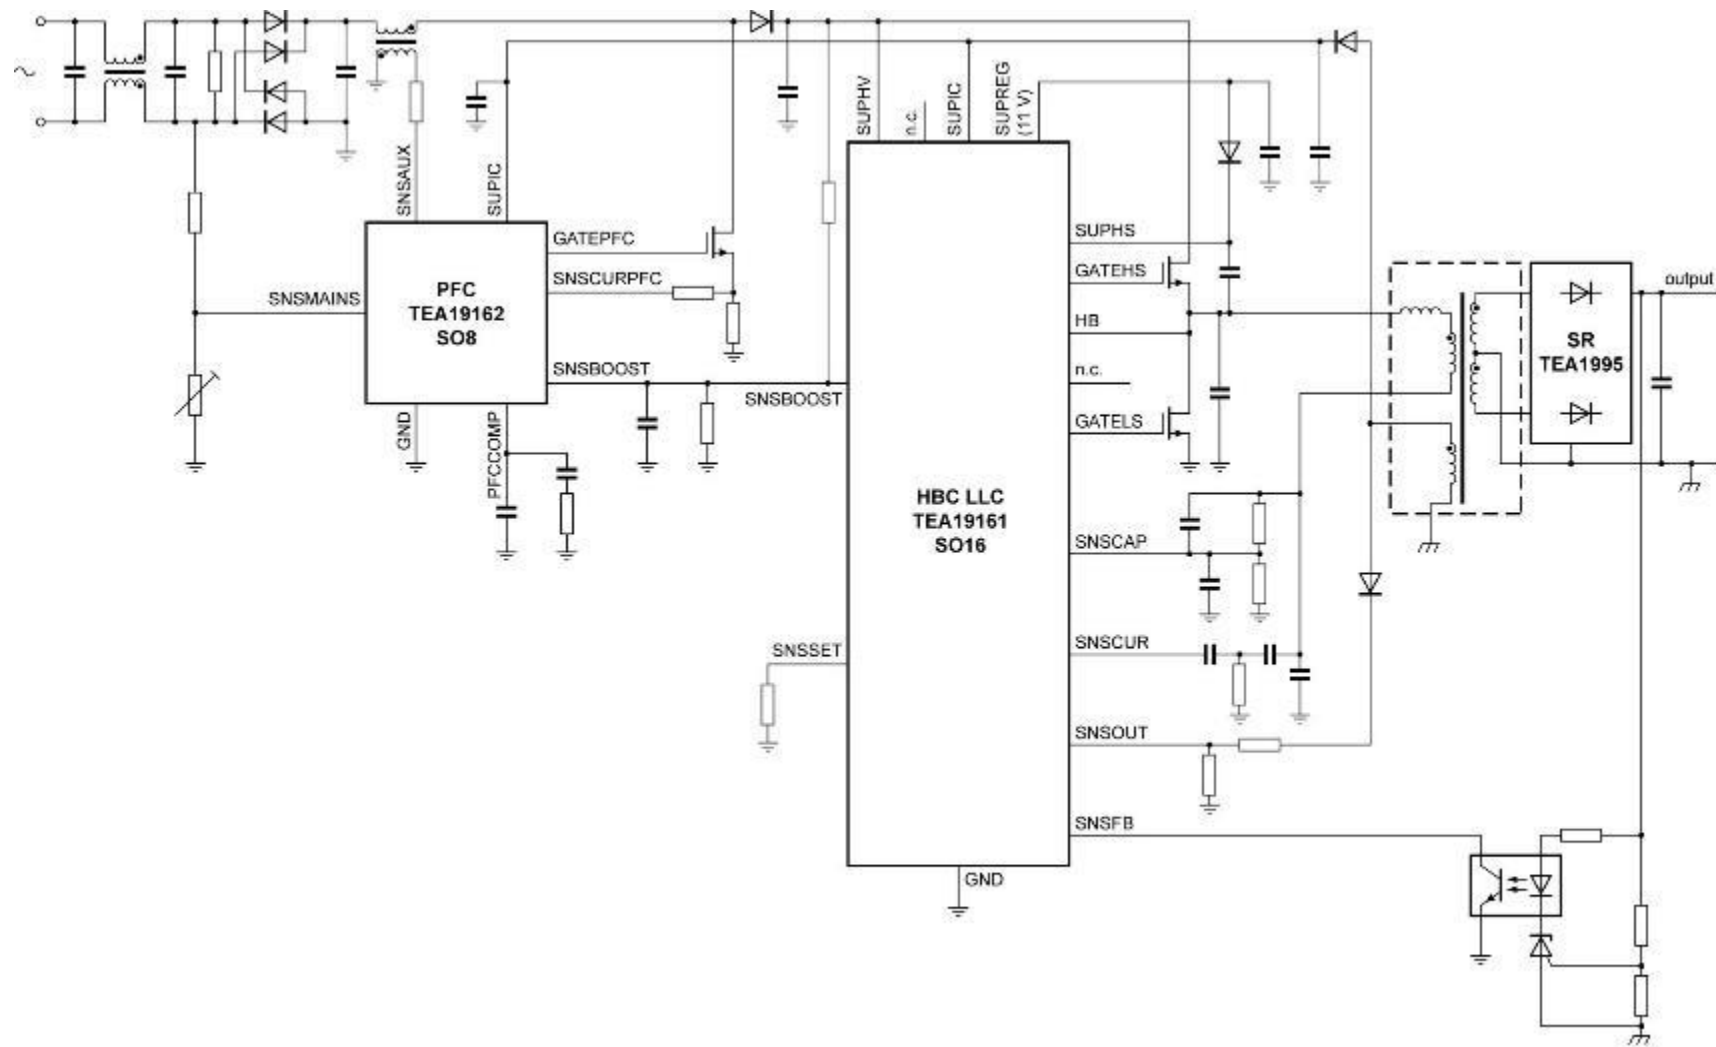 SUPHV
n.c.
SUPIC
SUPREG
(11 V)
SNSAUX
SUPIC
GATEPFC
SNSCURPFC
SNSMAINS
PFC
TEA19162
SO8
SNSBOOST
SNSBOOST
GND
PFCCOMP
SUPHS
GATEHS
HB
n.c.
GATELS
output
SR
TEA1995
HBC LLC
TEA19161
SO16
SNSCAP
SNSSET
SNSCUR
SNSOUT
SNSFB
GND